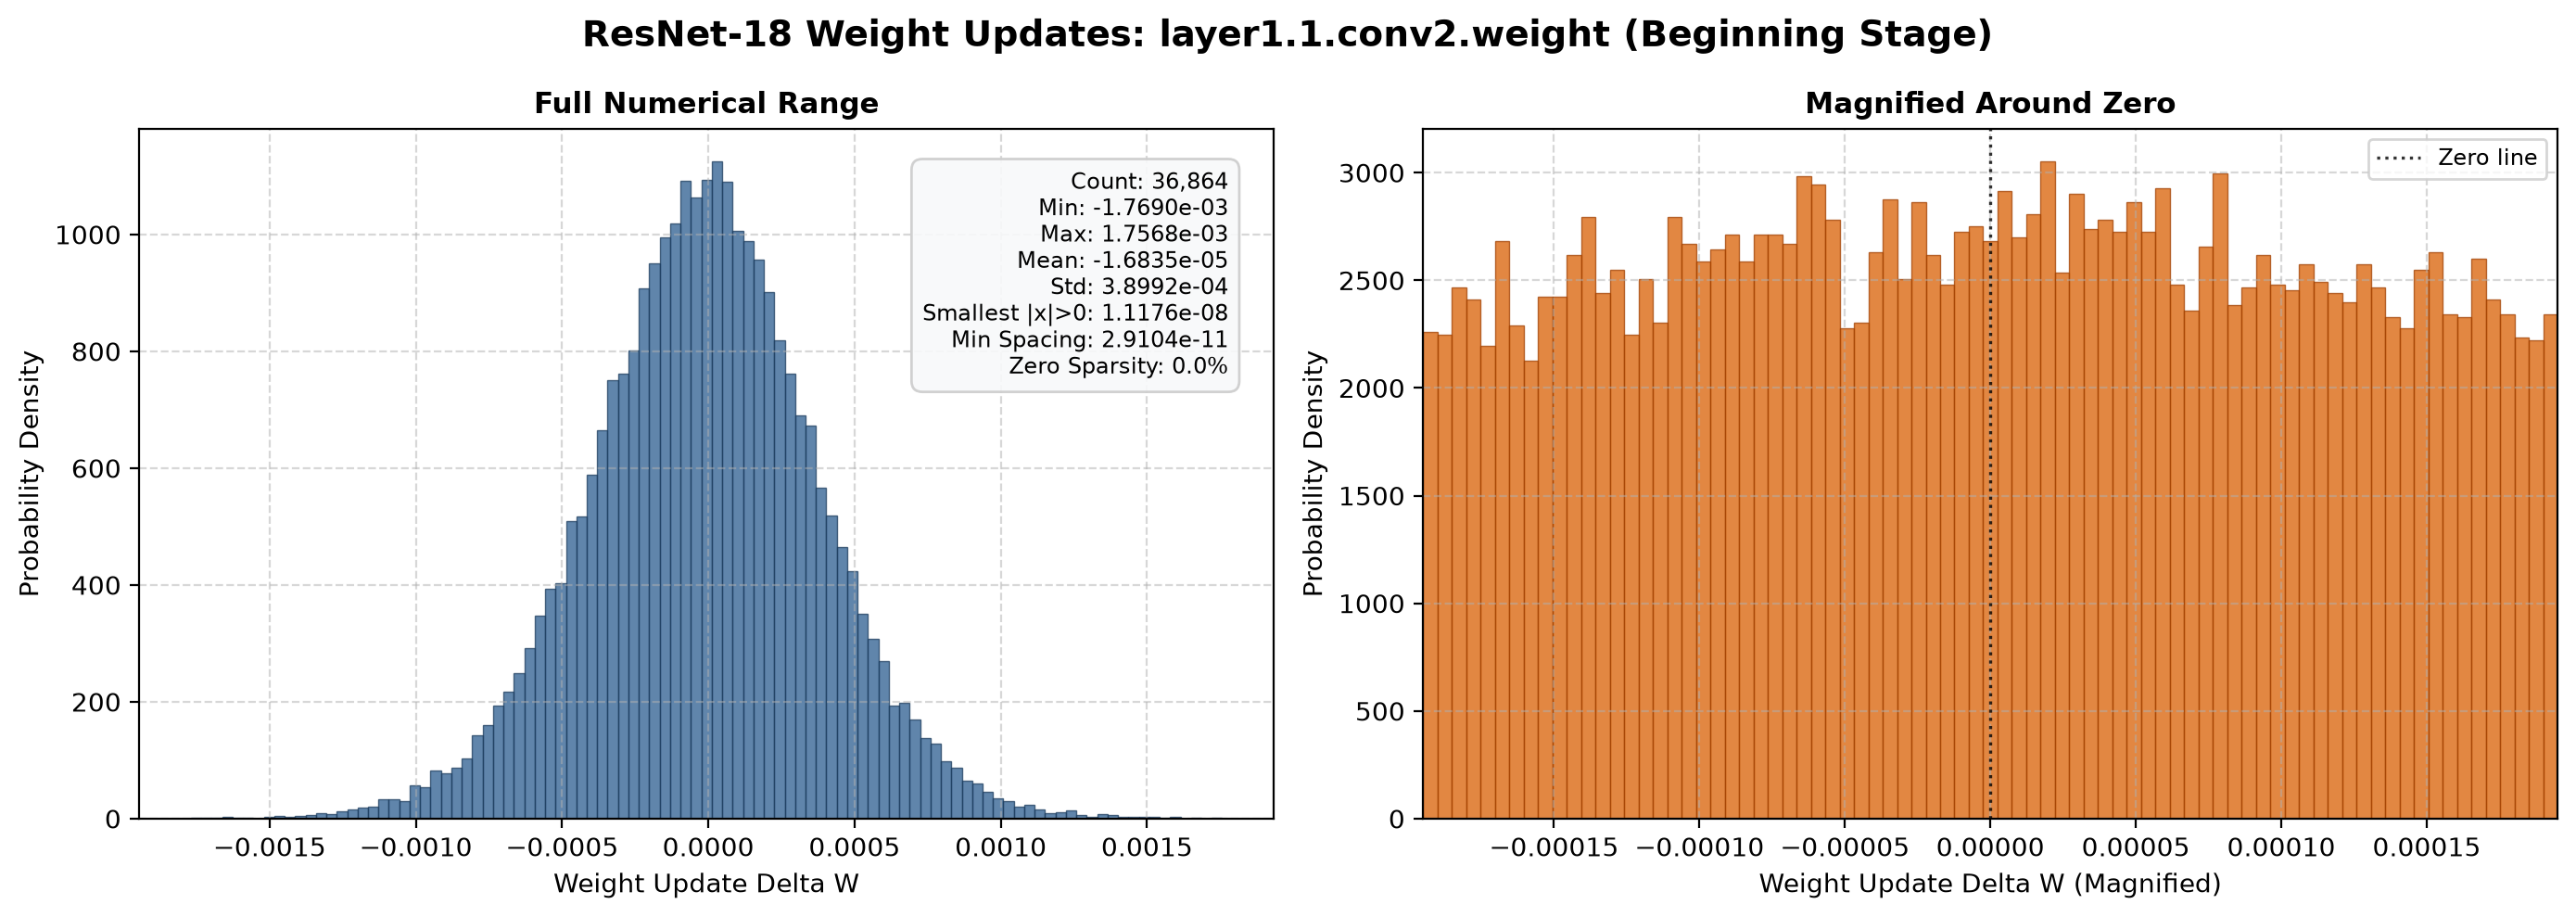 ResNet-18 Weight Updates: layer1.1.conv2.weight (Beginning Stage)
Full Numerical Range
Probability Density
1000
800
600
400
200
0
Count: 36,864
Min: -1.7690e-03
Max: 1.7568e-03
Mean: -1.6835e-05
Std: 3.8992e-04
Smallest |x|>0: 1.1176e-08
Min Spacing: 2.9104e-11
Zero Sparsity: 0.0%
−0.0015 −0.0010 −0.0005 0.0000 0.0005 0.0010 0.0015
Weight Update Delta W
Magnified Around Zero
Probability Density
3000
2500
2000
1500
1000
500
0
Zero line
−0.00015 −0.00010 −0.00005 0.00000 0.00005 0.00010 0.00015
Weight Update Delta W (Magnified)